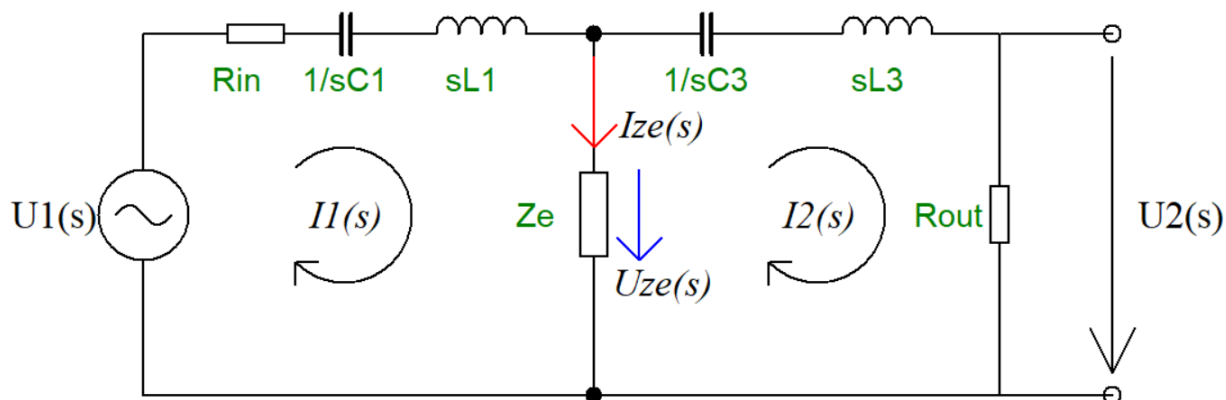 Rin 1/sC1 sL1 1/sC3 sL3
Ize(s)
U1(s) I1(s) Ze I2(s) Rout U2(s)
Uze(s)